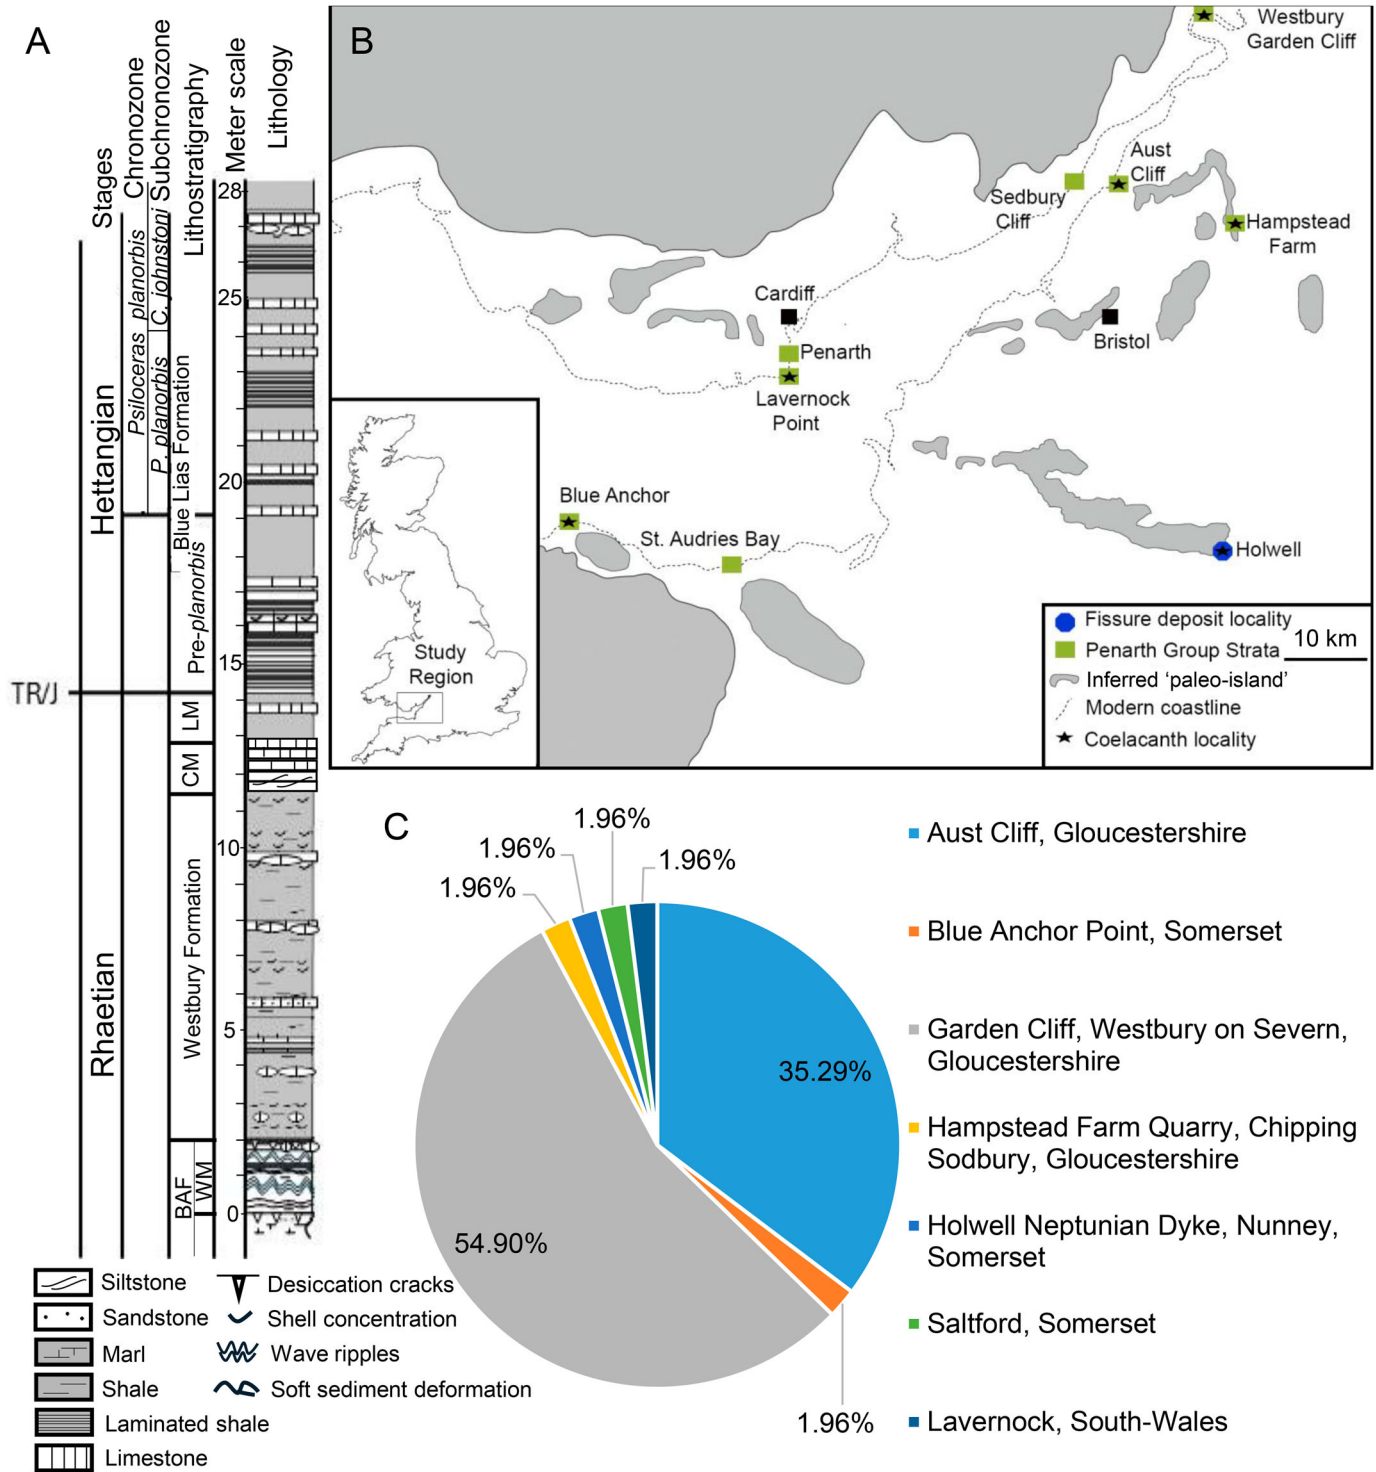 A
Stages
Chronozone
Subchronozone
Lithostratigraphy
Meter scale
Lithology
Psiloceras planorbis
P. planorbis
C. johnstoni
Hettangian
Rhaetian
TR/J
Blue Lias Formation
Pre-planorbis
LM
CM
Westbury Formation
BAF
WM
28
25
20
15
10
5
0
Siltstone
Sandstone
Marl
Shale
Laminated shale
Limestone
Desiccation cracks
Shell concentration
Wave ripples
Soft sediment deformation
B
Westbury
Garden Cliff
Aust
Cliff
Sedbury
Cliff
Hampstead
Farm
Cardiff
Penarth
Lavernock
Point
Bristol
Blue Anchor
St. Audries Bay
Holwell
Study
Region
Fissure deposit locality
Penarth Group Strata
10 km
Inferred ‘paleo-island’
Modern coastline
Coelacanth locality
C
1.96%
1.96%
1.96%
1.96%
35.29%
54.90%
1.96%
Aust Cliff, Gloucestershire
Blue Anchor Point, Somerset
Garden Cliff, Westbury on Severn,
Gloucestershire
Hampstead Farm Quarry, Chipping
Sodbury, Gloucestershire
Holwell Neptunian Dyke, Nunney,
Somerset
Saltford, Somerset
Lavernock, South-Wales